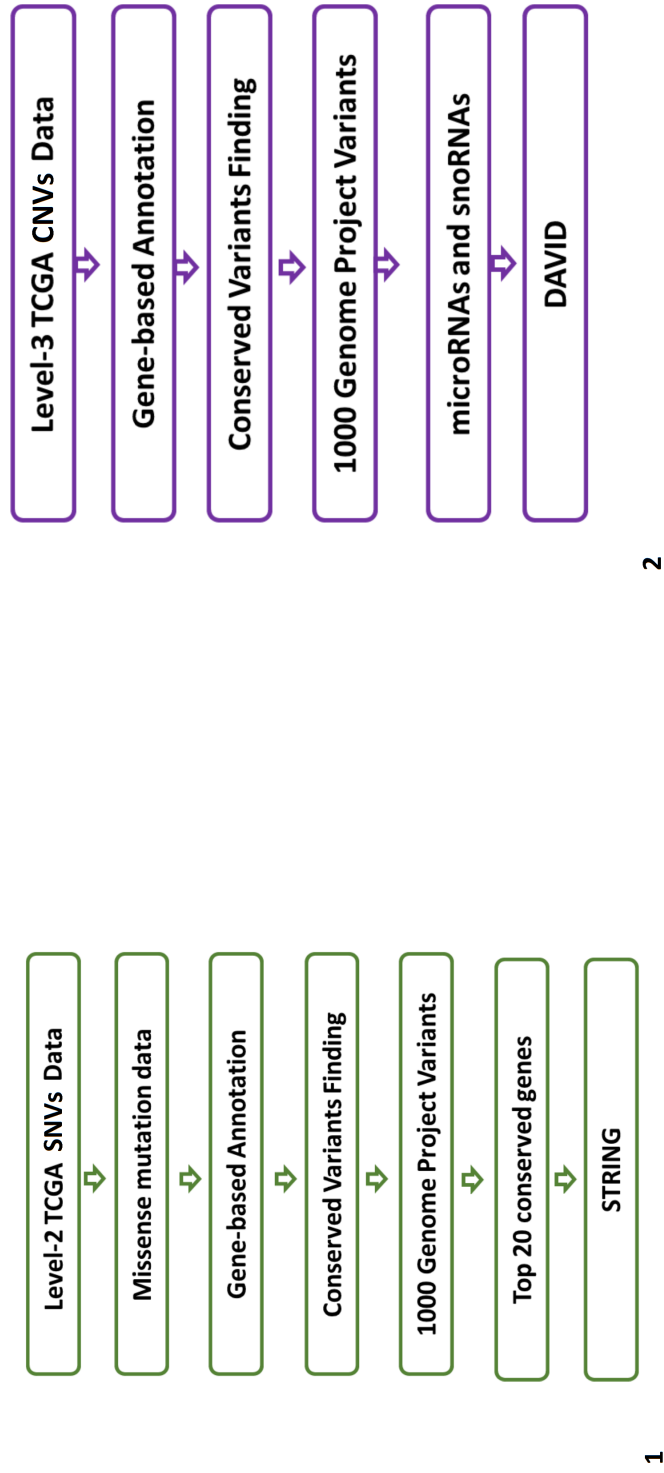 Level-2 TCGA SNVs Data
Missense mutation data
Gene-based Annotation
Conserved Variants Finding
1000 Genome Project Variants
Top 20 conserved genes
STRING
1
Level-3 TCGA CNVs Data
Gene-based Annotation
Conserved Variants Finding
1000 Genome Project Variants
microRNAs and snoRNAs
DAVID
2